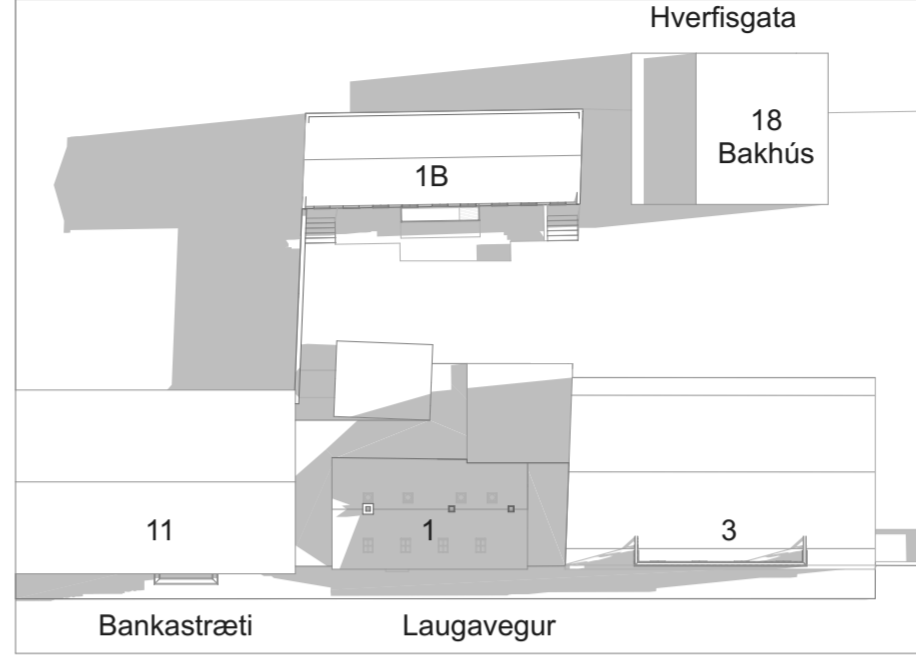 Hverfisgata
18
Bakhús
1B
11
1
3
Bankastræti
Laugavegur